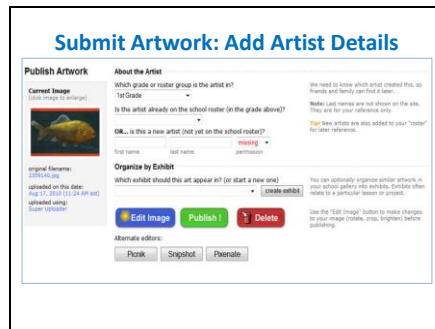 Submit Artwork: Add Artist Details
Publish Artwork
Current Image
(click image to enlarge)
original filename:
2359140.jpg
uploaded on this date:
Aug 17, 2010 (11:24 AM est)
uploaded using:
Super Uploader
About the Artist
Which grade or roster group is the artist in?
1st Grade
Is the artist already on the school roster (in the grade above)?
OR... is this a new artist (not yet on the school roster)?
missing
first name last name permission
We need to know which artist created this, so
friends and family can find it later.
Note: Last names are not shown on the site.
They are for your reference only.
Tip! New artists are also added to your "roster"
for later reference.
Organize by Exhibit
Which exhibit should this art appear in? (or start a new one)
create exhibit
You can optionally organize similar artwork in
your school gallery into exhibits. Exhibits often
relate to a particular lesson or project.
Edit Image Publish ! Delete
Use the "Edit Image" button to make changes
to your image (rotate, crop, brighten) before
publishing.
Alternate editors:
Picnik Snipshot Pixenate